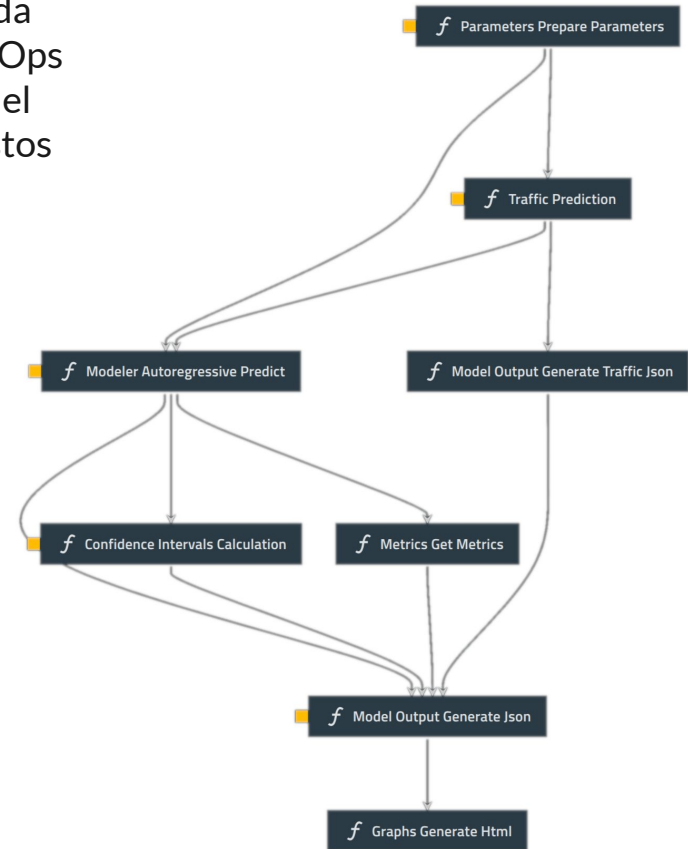 da
Ops
el
tos
Parameters Prepare Parameters
Traffic Prediction
Modeler Autoregressive Predict
Model Output Generate Traffic Json
Confidence Intervals Calculation
Metrics Get Metrics
Model Output Generate Json
Graphs Generate Html